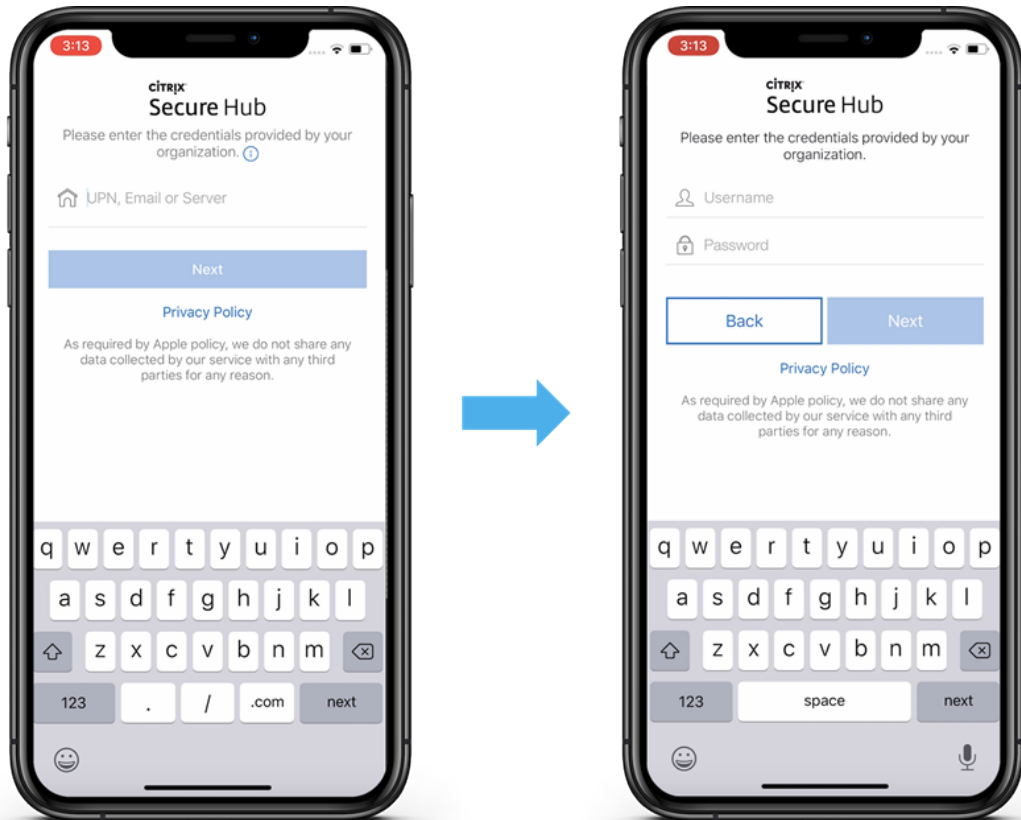 3:13
CİTRIX
Secure Hub
Please enter the credentials provided by your
organization.
UPN, Email or Server
Next
Privacy Policy
As required by Apple policy, we do not share any
data collected by our service with any third
parties for any reason.
q w e r t y u i o p
a s d f g h j k l
z x c v b n m
123 . / .com next
3:13
CİTRIX
Secure Hub
Please enter the credentials provided by your
organization.
Username
Password
Back Next
Privacy Policy
As required by Apple policy, we do not share any
data collected by our service with any third
parties for any reason.
q w e r t y u i o p
a s d f g h j k l
z x c v b n m
123 space next